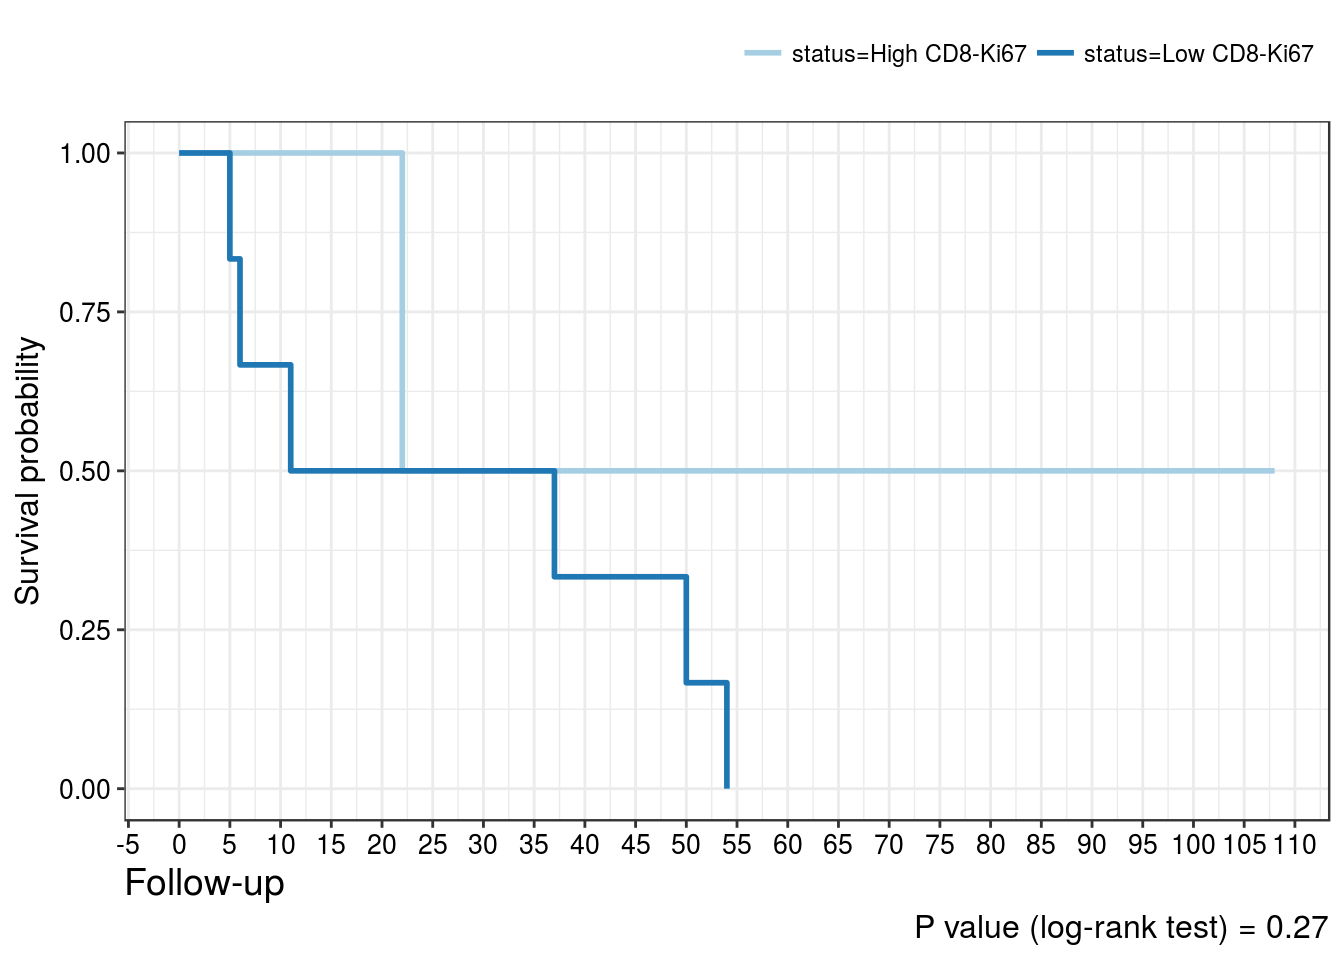 status=High CD8-Ki67 status=Low CD8-Ki67
1.00
0.75
0.50
0.25
0.00
Survival probability
-5 0 5 10 15 20 25 30 35 40 45 50 55 60 65 70 75 80 85 90 95 100 105 110
Follow-up
P value (log-rank test) = 0.27